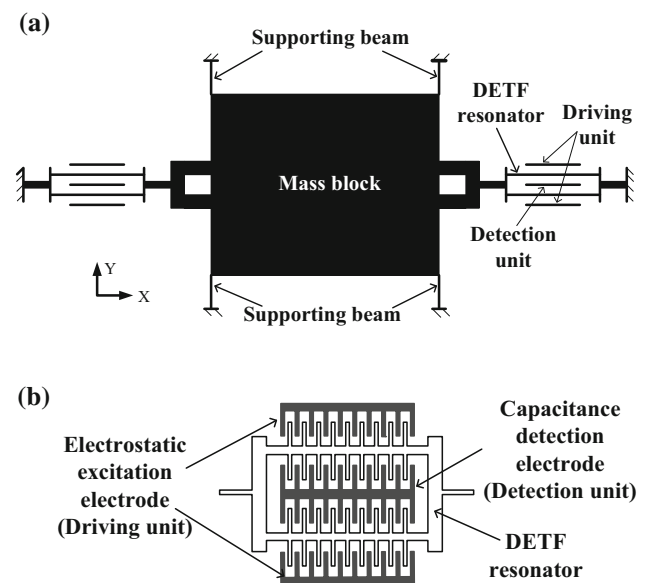 (a)
Supporting beam
DETF
resonator
Driving
unit
Mass block
Detection
unit
Y
X
Supporting beam
(b)
Electrostatic
excitation
electrode
(Driving unit)
Capacitance
detection
electrode
(Detection unit)
DETF
resonator